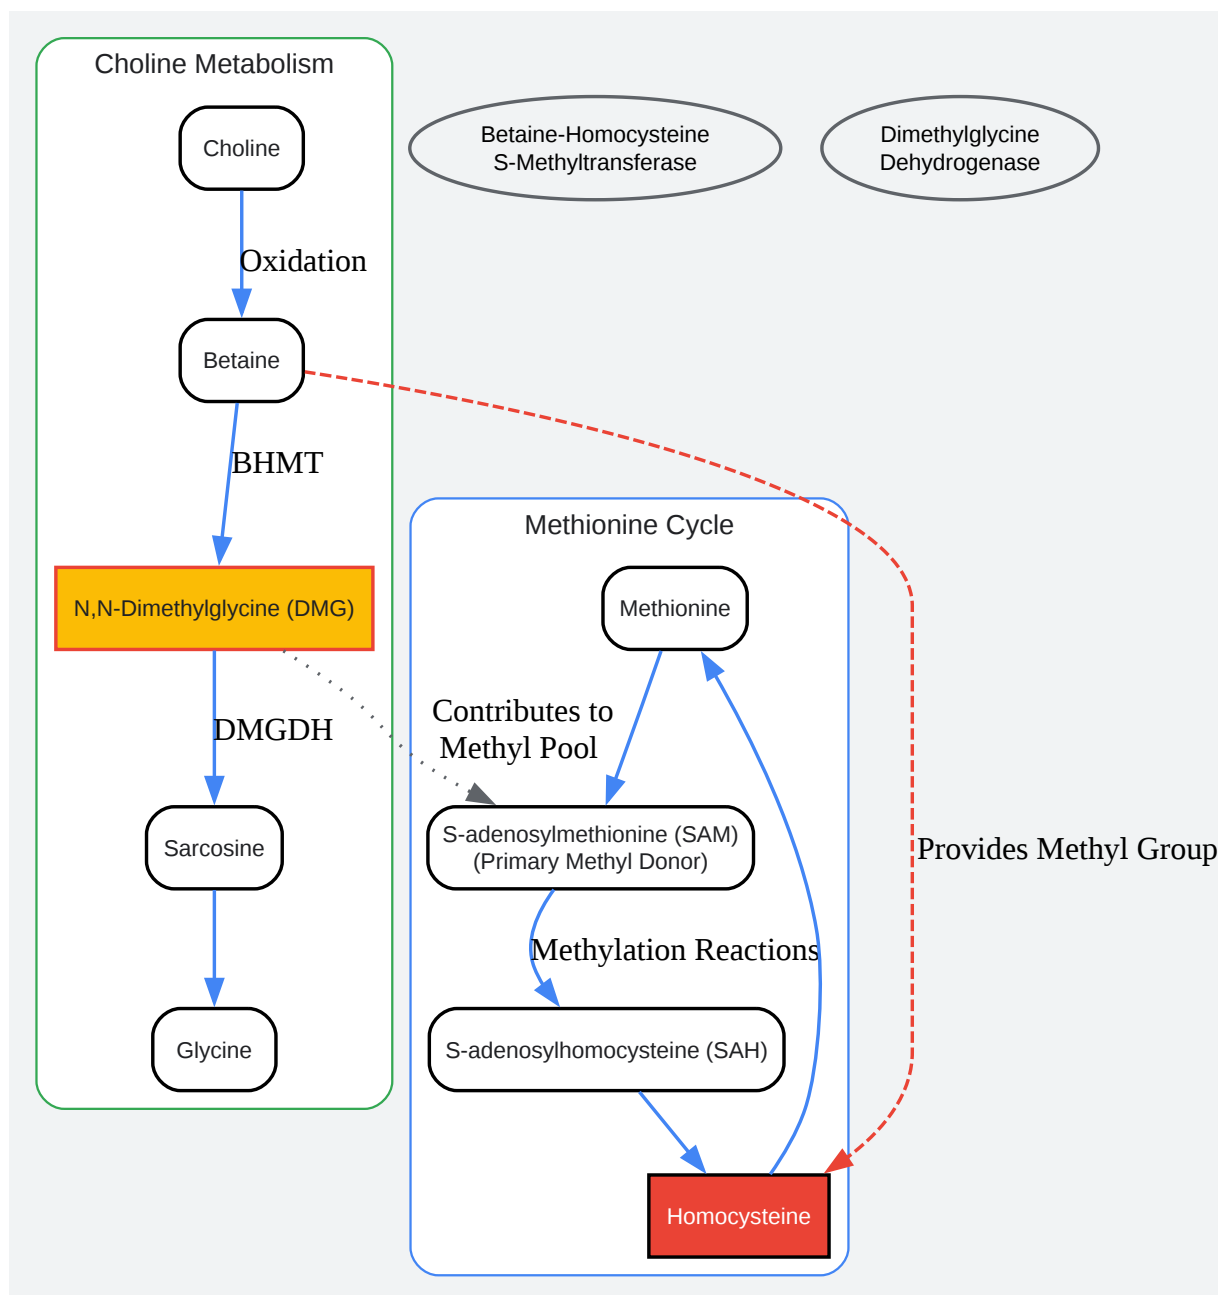 Choline Metabolism
Choline
Betaine-Homocysteine
S-Methyltransferase
Dimethylglycine
Dehydrogenase
Oxidation
Betaine
BHMT
Methionine Cycle
N,N-Dimethylglycine (DMG)
Methionine
DMGDH
Contributes to
Methyl Pool
Sarcosine
S-adenosylmethionine (SAM)
(Primary Methyl Donor)
Provides Methyl Group
Methylation Reactions
Glycine
S-adenosylhomocysteine (SAH)
Homocysteine